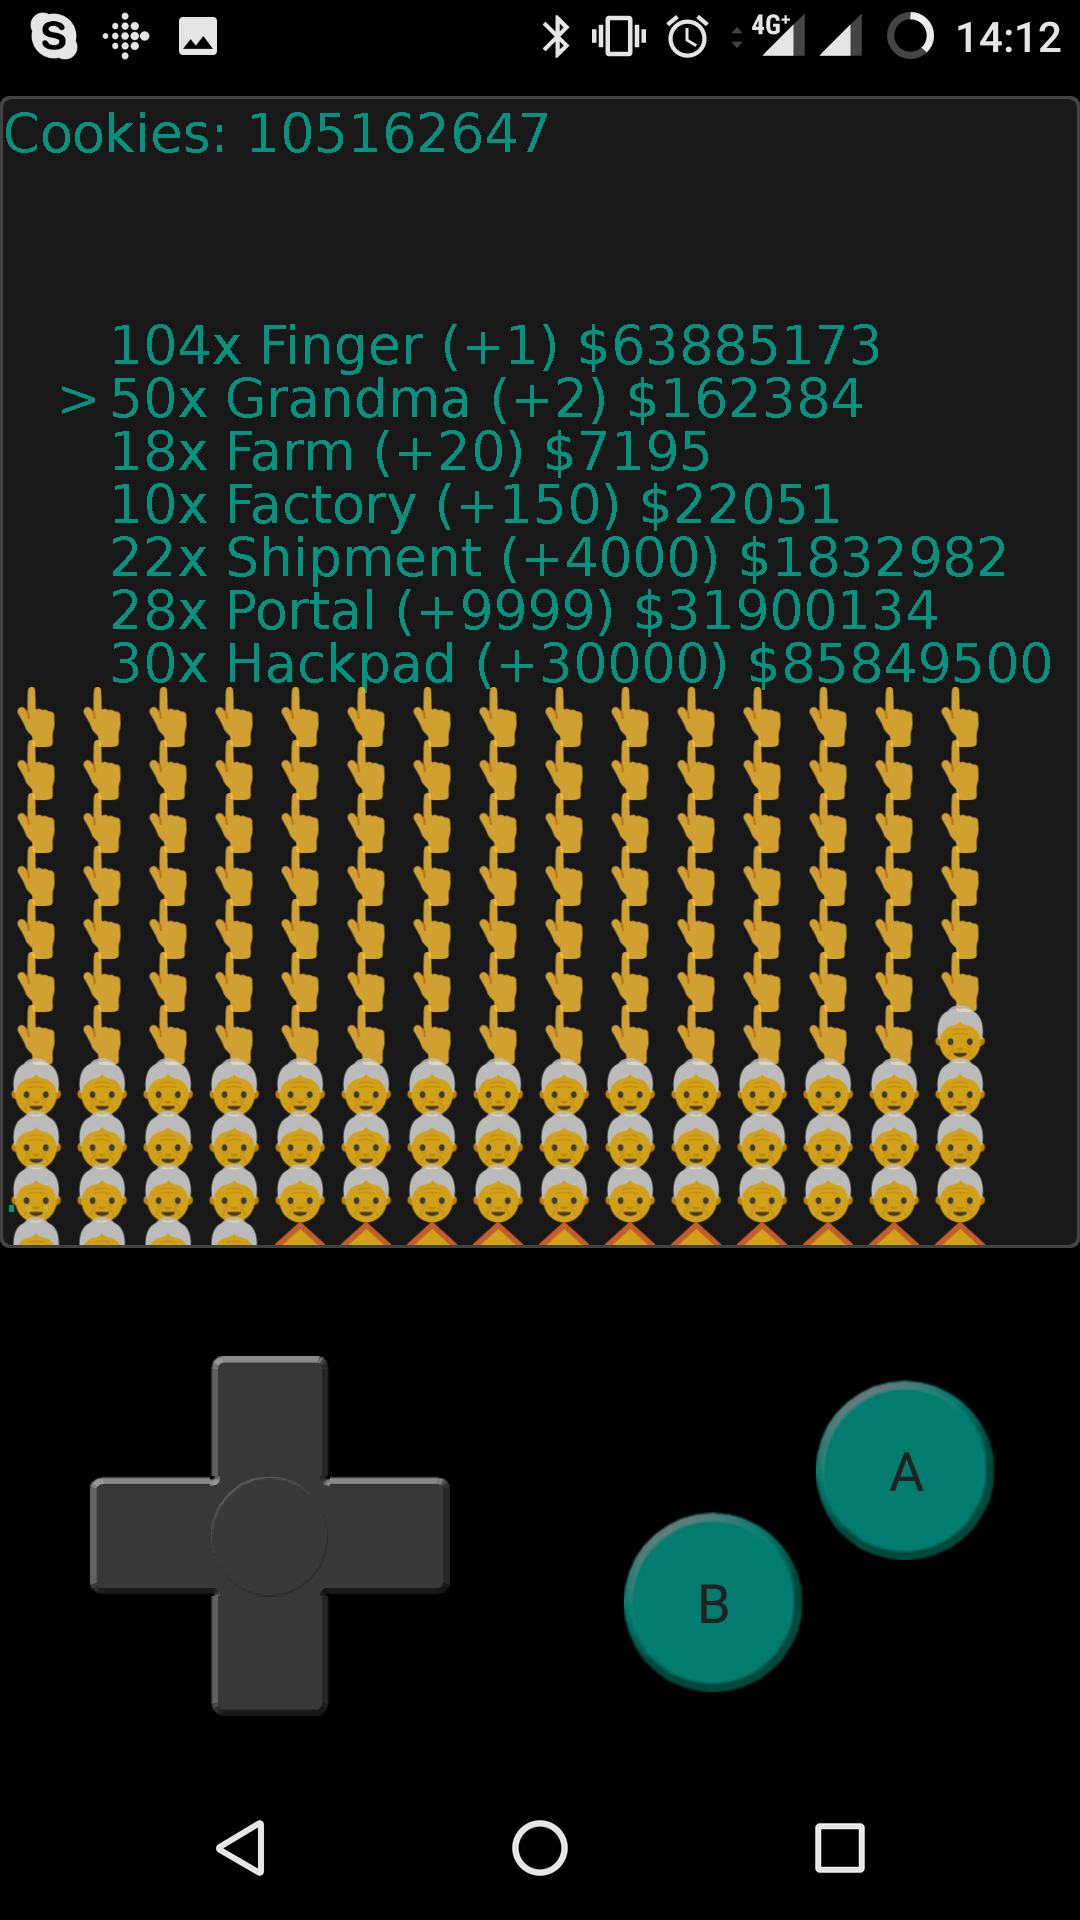 S 4G+ 14:12
Cookies: 105162647
104x Finger (+1) $63885173
> 50x Grandma (+2) $162384
18x Farm (+20) $7195
10x Factory (+150) $22051
22x Shipment (+4000) $1832982
28x Portal (+9999) $31900134
30x Hackpad (+30000) $85849500
A
B